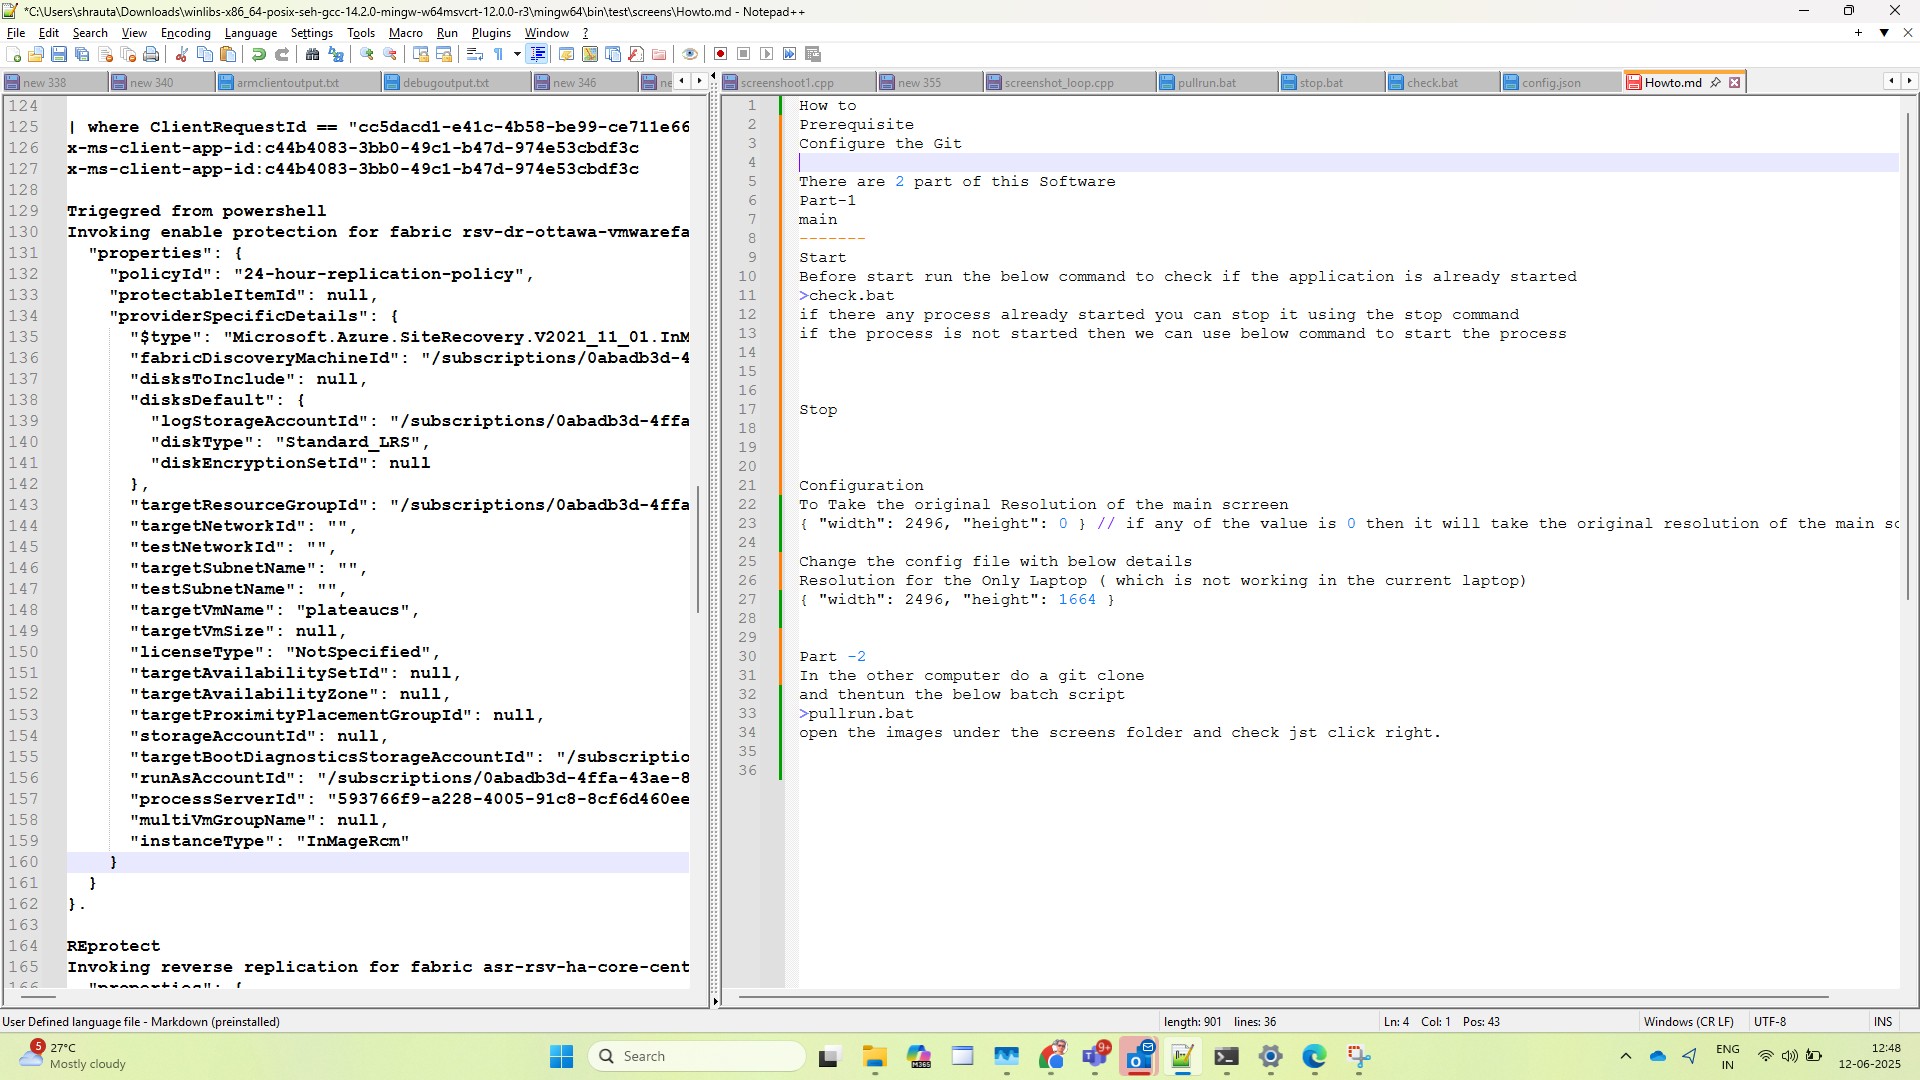 *C:\Users\shrauta\Downloads\winlibs-x86_64-posix-seh-gcc-14.2.0-mingw-w64msvcrt-12.0.0-r3\mingw64\bin\test\screens\Howto.md - Notepad++
File Edit Search View Encoding Language Settings Tools Macro Run Plugins Window ?
new 338 new 340 armclientoutput.txt debugoutput.txt new 346 ne
screenshoot1.cpp new 355 screenshot_loop.cpp pullrun.bat stop.bat check.bat config.json Howto.md
124
125 | where ClientRequestId == "cc5dacd1-e41c-4b58-be99-ce711e66
126 x-ms-client-app-id:c44b4083-3bb0-49c1-b47d-974e53cbdf3c
127 x-ms-client-app-id:c44b4083-3bb0-49c1-b47d-974e53cbdf3c
128
129 Trigegred from powershell
130 Invoking enable protection for fabric rsv-dr-ottawa-vmwarefa
131 "properties": {
132 "policyId": "24-hour-replication-policy",
133 "protectableItemId": null,
134 "providerSpecificDetails": {
135 "$type": "Microsoft.Azure.SiteRecovery.V2021_11_01.InM
136 "fabricDiscoveryMachineId": "/subscriptions/0abadb3d-4
137 "disksToInclude": null,
138 "disksDefault": {
139 "logStorageAccountId": "/subscriptions/0abadb3d-4ffa
140 "diskType": "Standard_LRS",
141 "diskEncryptionSetId": null
142 },
143 "targetResourceGroupId": "/subscriptions/0abadb3d-4ffa
144 "targetNetworkId": "",
145 "testNetworkId": "",
146 "targetSubnetName": "",
147 "testSubnetName": "",
148 "targetVmName": "plateaucs",
149 "targetVmSize": null,
150 "licenseType": "NotSpecified",
151 "targetAvailabilitySetId": null,
152 "targetAvailabilityZone": null,
153 "targetProximityPlacementGroupId": null,
154 "storageAccountId": null,
155 "targetBootDiagnosticsStorageAccountId": "/subscriptio
156 "runAsAccountId": "/subscriptions/0abadb3d-4ffa-43ae-8
157 "processServerId": "593766f9-a228-4005-91c8-8cf6d460ee
158 "multiVmGroupName": null,
159 "instanceType": "InMageRcm"
160 }
161 }
162 }.
163
164 REprotect
165 Invoking reverse replication for fabric asr-rsv-ha-core-cent
166 "properties": {
1 How to
2 Prerequisite
3 Configure the Git
4
5 There are 2 part of this Software
6 Part-1
7 main
8 -------
9 Start
10 Before start run the below command to check if the application is already started
11 >check.bat
12 if there any process already started you can stop it using the stop command
13 if the process is not started then we can use below command to start the process
14
15
16
17 Stop
18
19
20
21 Configuration
22 To Take the original Resolution of the main scrreen
23 { "width": 2496, "height": 0 } // if any of the value is 0 then it will take the original resolution of the main sc
24
25 Change the config file with below details
26 Resolution for the Only Laptop ( which is not working in the current laptop)
27 { "width": 2496, "height": 1664 }
28
29
30 Part -2
31 In the other computer do a git clone
32 and thentun the below batch script
33 >pullrun.bat
34 open the images under the screens folder and check jst click right.
35
36
User Defined language file - Markdown (preinstalled) length: 901 lines: 36 Ln: 4 Col: 1 Pos: 43 Windows (CR LF) UTF-8 INS
5 27°C
Mostly cloudy
Search
M365
9+
ENG
IN
12:48
12-06-2025